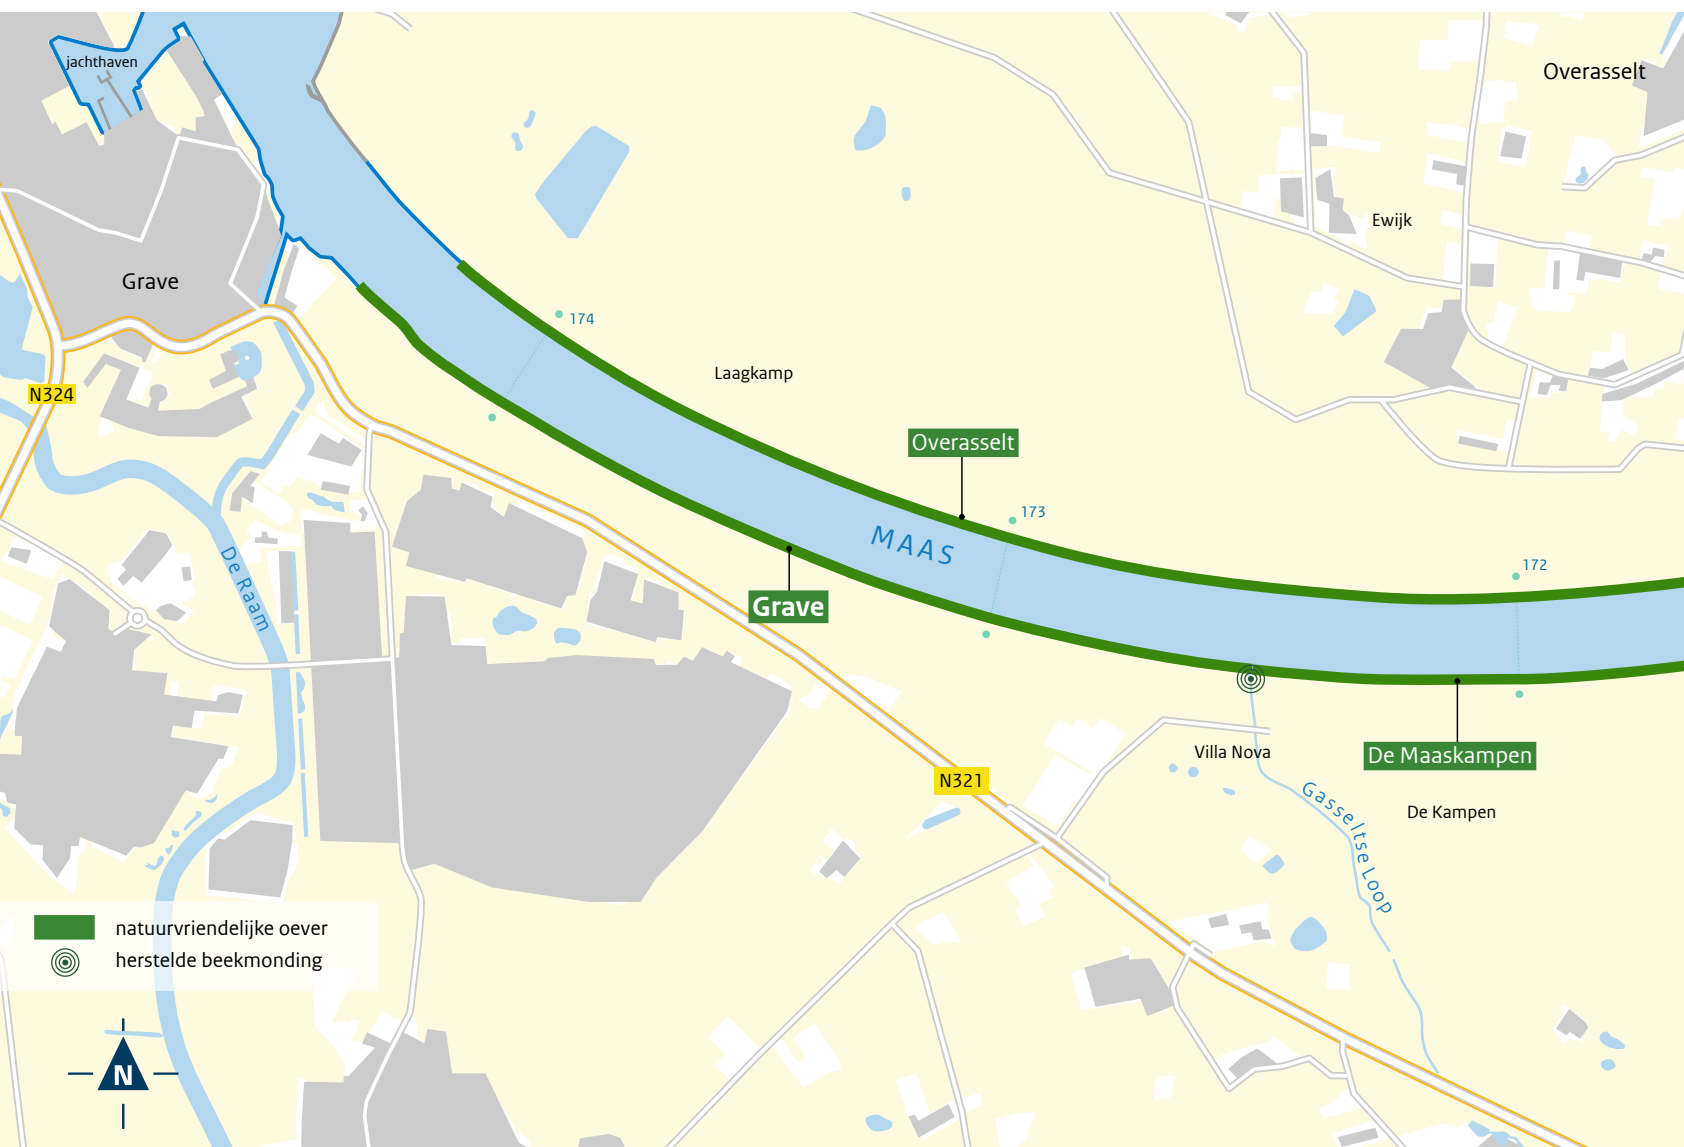 jachthaven
Overasselt
Ewijk
Grave
174
Laagkamp
N324
Overasselt
173
MAAS
172
De Raam
Grave
Villa Nova
De Maaskampen
N321
Gasseltse Loop
De Kampen
natuurvriendelijke oever
herstelde beekmonding
N